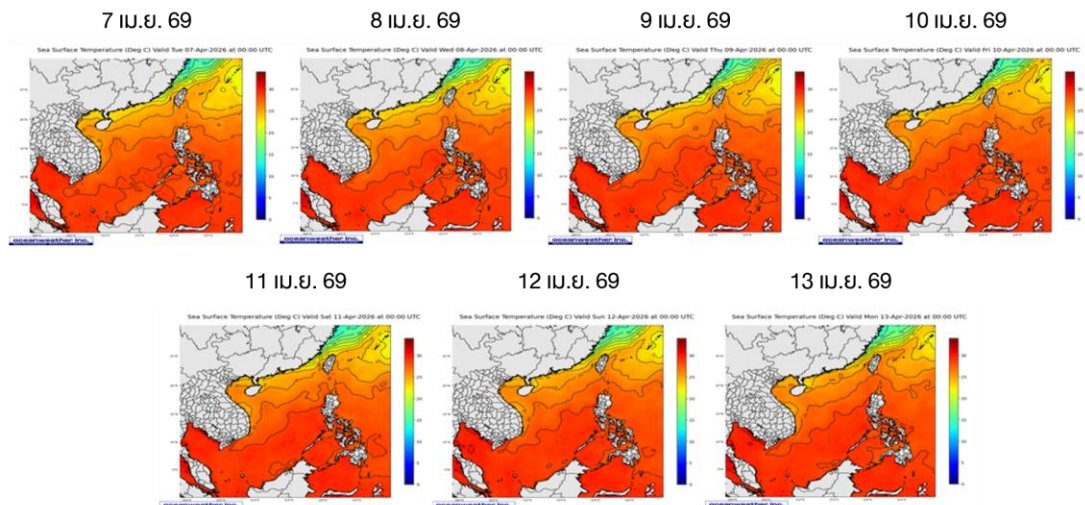 7 เม.ย. 69
8 เม.ย. 69
9 เม.ย. 69
10 เม.ย. 69
Sea Surface Temperature (Deg C) Valid Tue 07-Apr-2026 at 00:00 UTC
Sea Surface Temperature (Deg C) Valid Wed 08-Apr-2026 at 00:00 UTC
Sea Surface Temperature (Deg C) Valid Thu 09-Apr-2026 at 00:00 UTC
Sea Surface Temperature (Deg C) Valid Fri 10-Apr-2026 at 00:00 UTC
oceanweather inc.
oceanweather inc.
oceanweather inc.
oceanweather inc.
11 เม.ย. 69
12 เม.ย. 69
13 เม.ย. 69
Sea Surface Temperature (Deg C) Valid Sat 11-Apr-2026 at 00:00 UTC
Sea Surface Temperature (Deg C) Valid Sun 12-Apr-2026 at 00:00 UTC
Sea Surface Temperature (Deg C) Valid Mon 13-Apr-2026 at 00:00 UTC